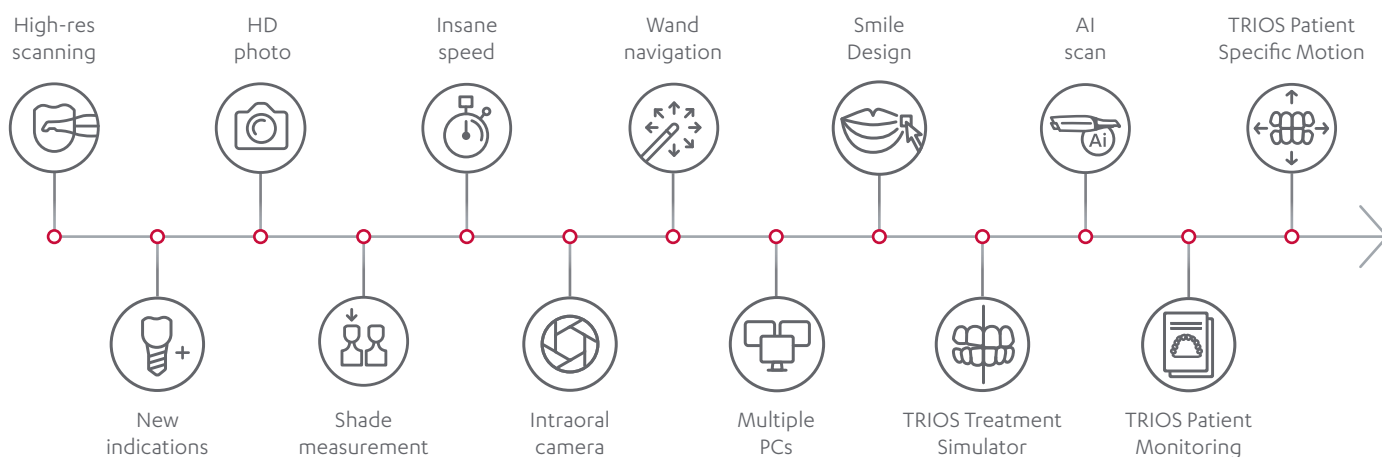 High-res
scanning
HD
photo
Insane
speed
Wand
navigation
Smile
Design
AI
scan
TRIOS Patient
Specific Motion
Ai
New
indications
Shade
measurement
Intraoral
camera
Multiple
PCs
TRIOS Treatment
Simulator
TRIOS Patient
Monitoring